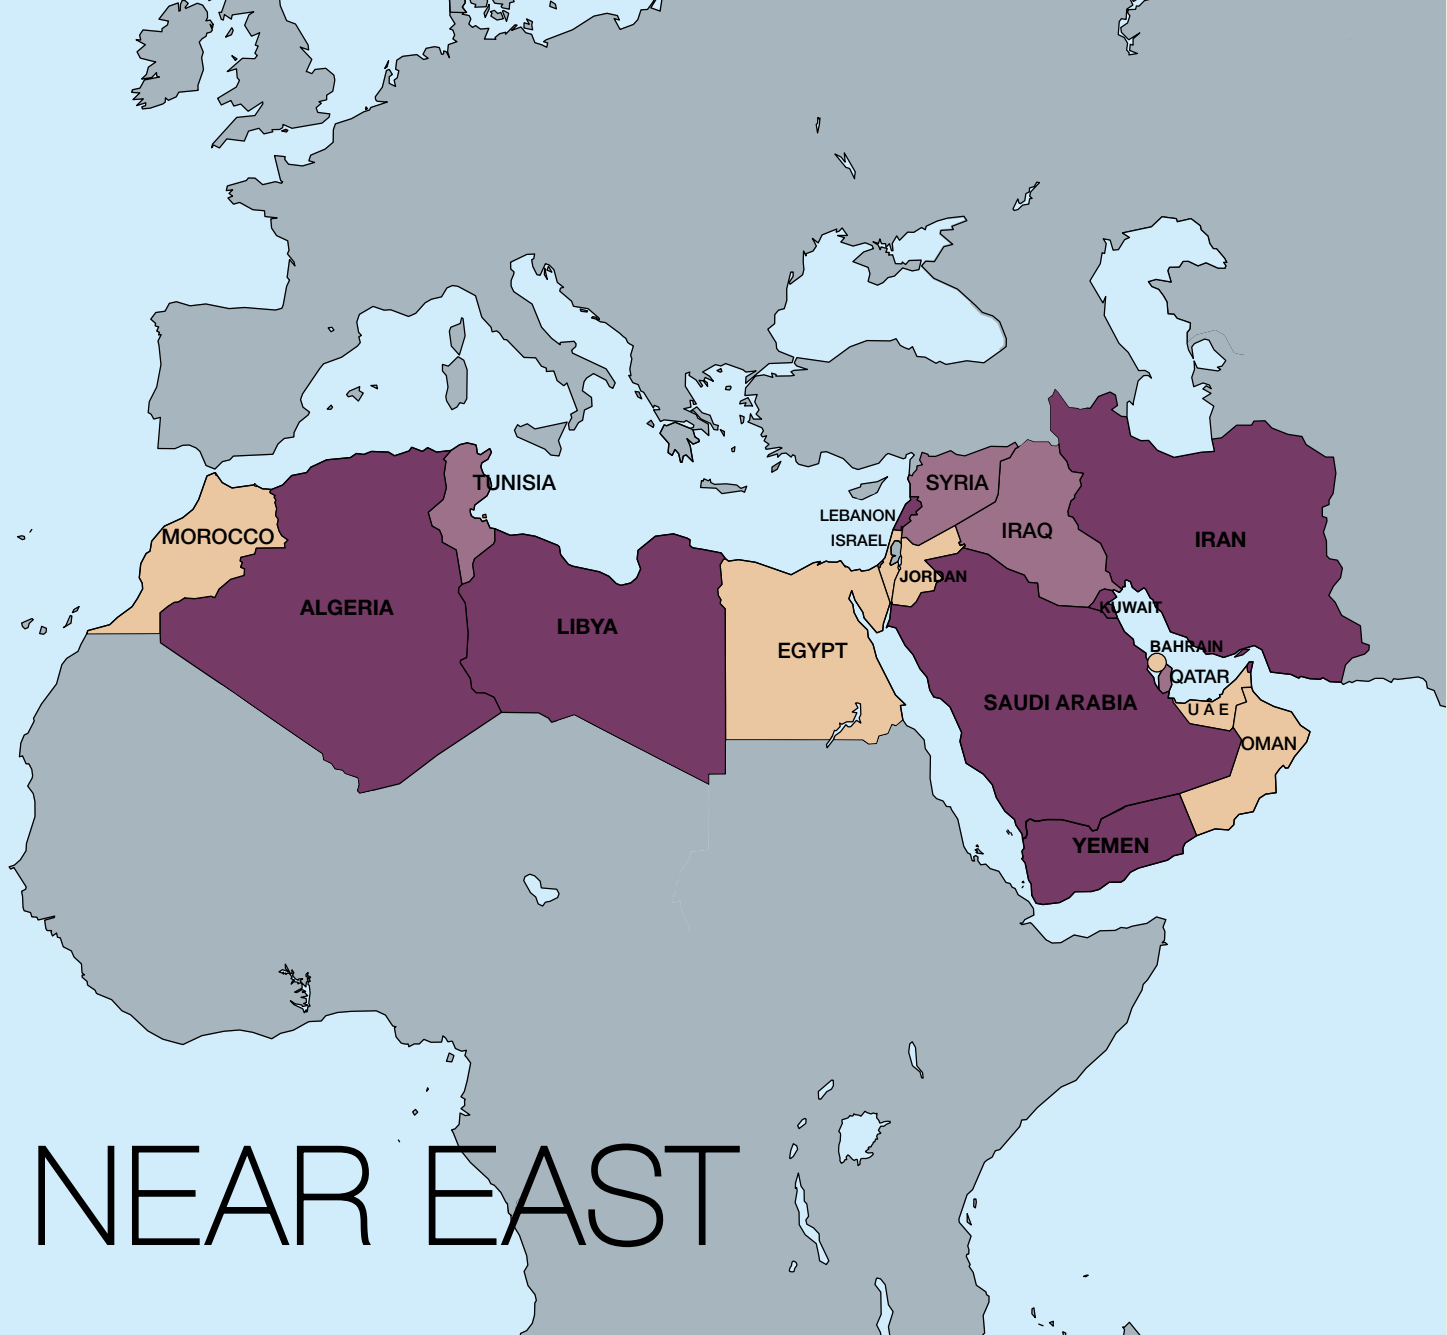 TUNISIA
SYRIA
LEBANON
MOROCCO
ISRAEL
IRAQ
IRAN
JORDAN
ALGERIA
KUWAIT
LIBYA
EGYPT
BAHRAIN
QATAR
SAUDI ARABIA
U A E
OMAN
YEMEN
NEAR EAST